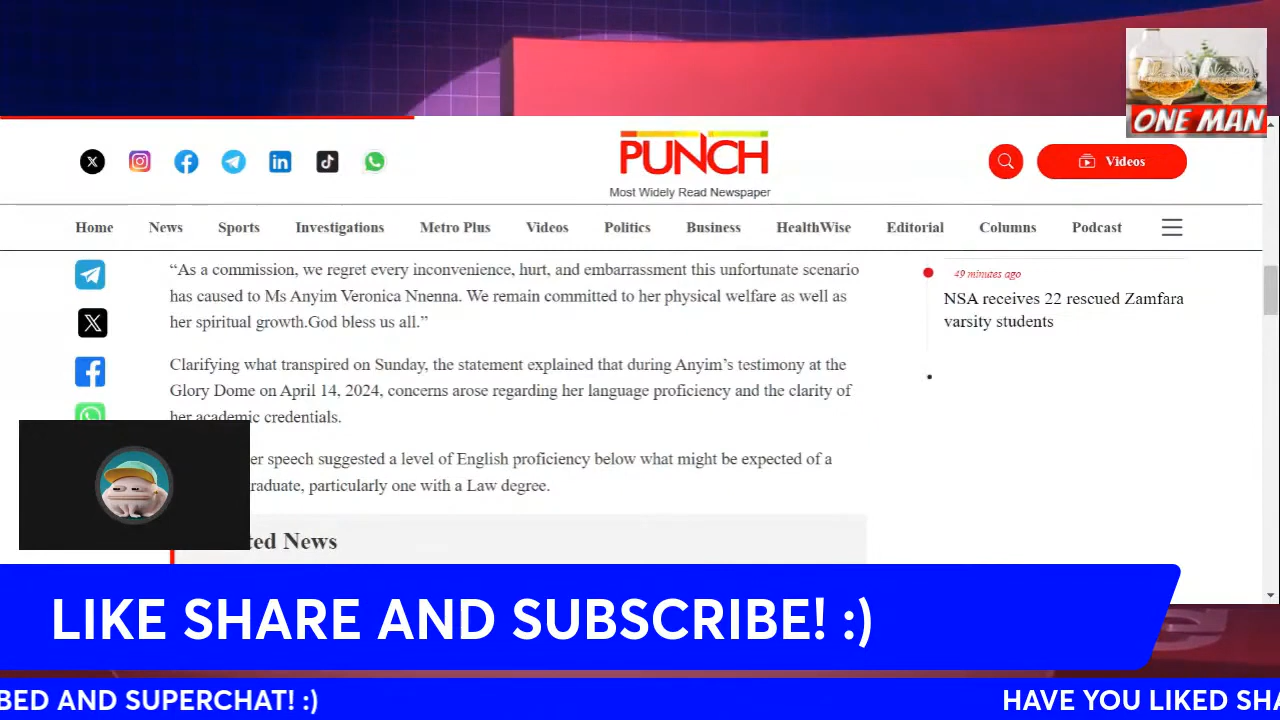 ONE MAN
PUNCH
Most Widely Read Newspaper
Videos
Home News Sports Investigations Metro Plus Videos Politics Business HealthWise Editorial Columns Podcast
“As a commission, we regret every inconvenience, hurt, and embarrassment this unfortunate scenario
has caused to Ms Anyim Veronica Nnenna. We remain committed to her physical welfare as well as
her spiritual growth.God bless us all.”
49 minutes ago
NSA receives 22 rescued Zamfara
varsity students
Clarifying what transpired on Sunday, the statement explained that during Anyim’s testimony at the
Glory Dome on April 14, 2024, concerns arose regarding her language proficiency and the clarity of
her academic credentials.
speech suggested a level of English proficiency below what might be expected of a
particularly one with a Law degree.
News
LIKE SHARE AND SUBSCRIBE! :)
AND SUPERCHAT! :)
HAVE YOU LIKED